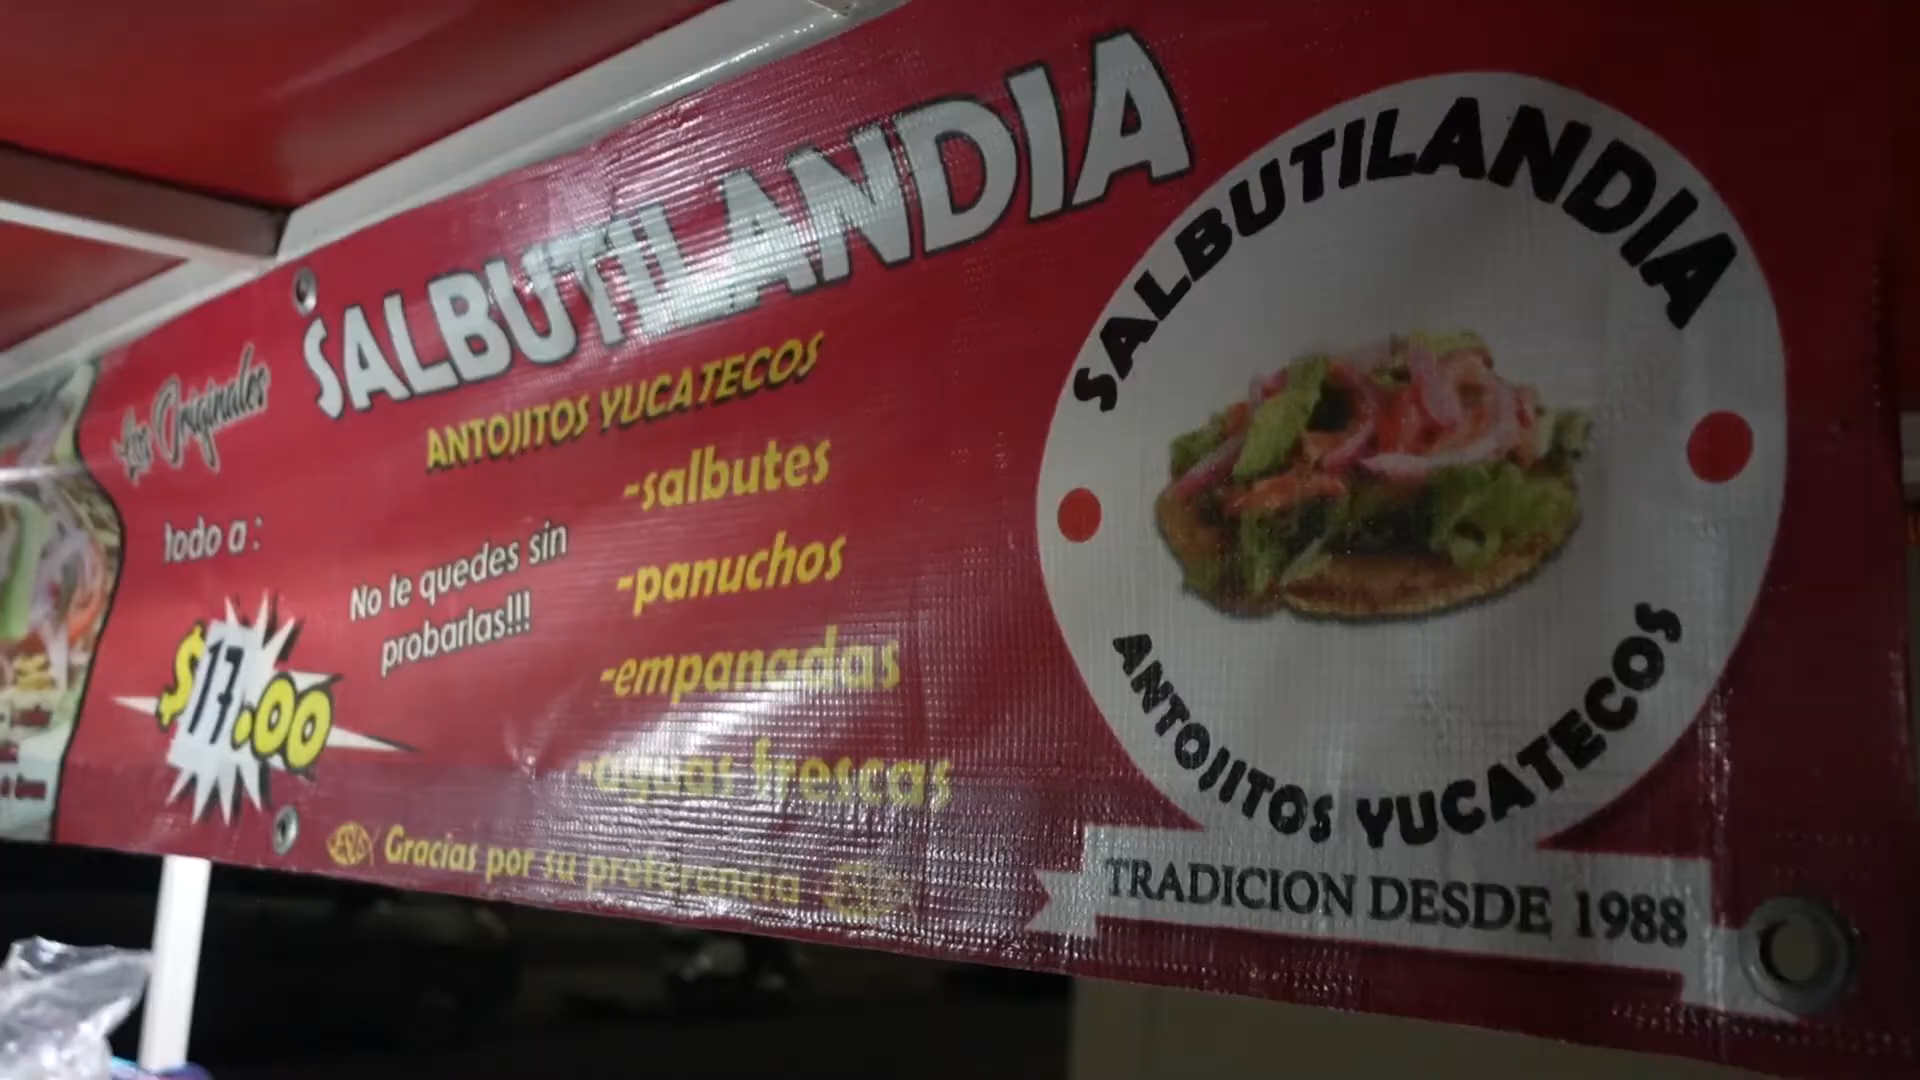 Los Originales
SALBUTILANDIA
ANTOJITOS YUCATECOS
todo a:
$17.00
No te quedes sin
probarlas!!!
-salbutes
-panuchos
-empanadas
-aguas frescas
Gracias por su preferencia
SALBUTILANDIA
ANTOJITOS YUCATECOS
TRADICION DESDE 1988